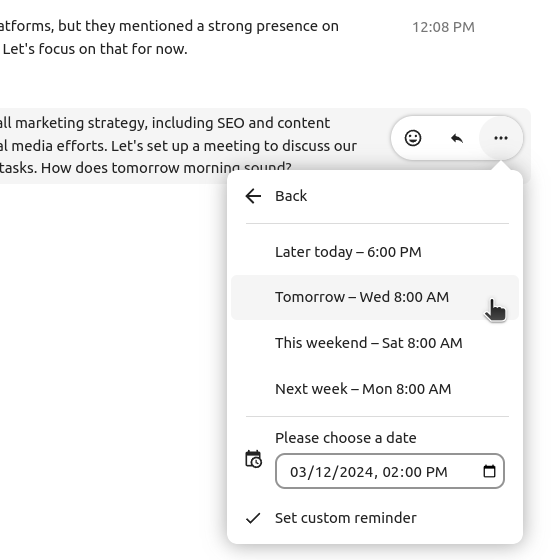 atforms, but they mentioned a strong presence on
12:08 PM
Let's focus on that for now.
all marketing strategy, including SEO and content
al media efforts. Let's set up a meeting to discuss our
tasks. How does tomorrow morning sound?
Back
Later today – 6:00 PM
Tomorrow – Wed 8:00 AM
This weekend – Sat 8:00 AM
Next week – Mon 8:00 AM
Please choose a date
03/12/2024, 02:00 PM
Set custom reminder